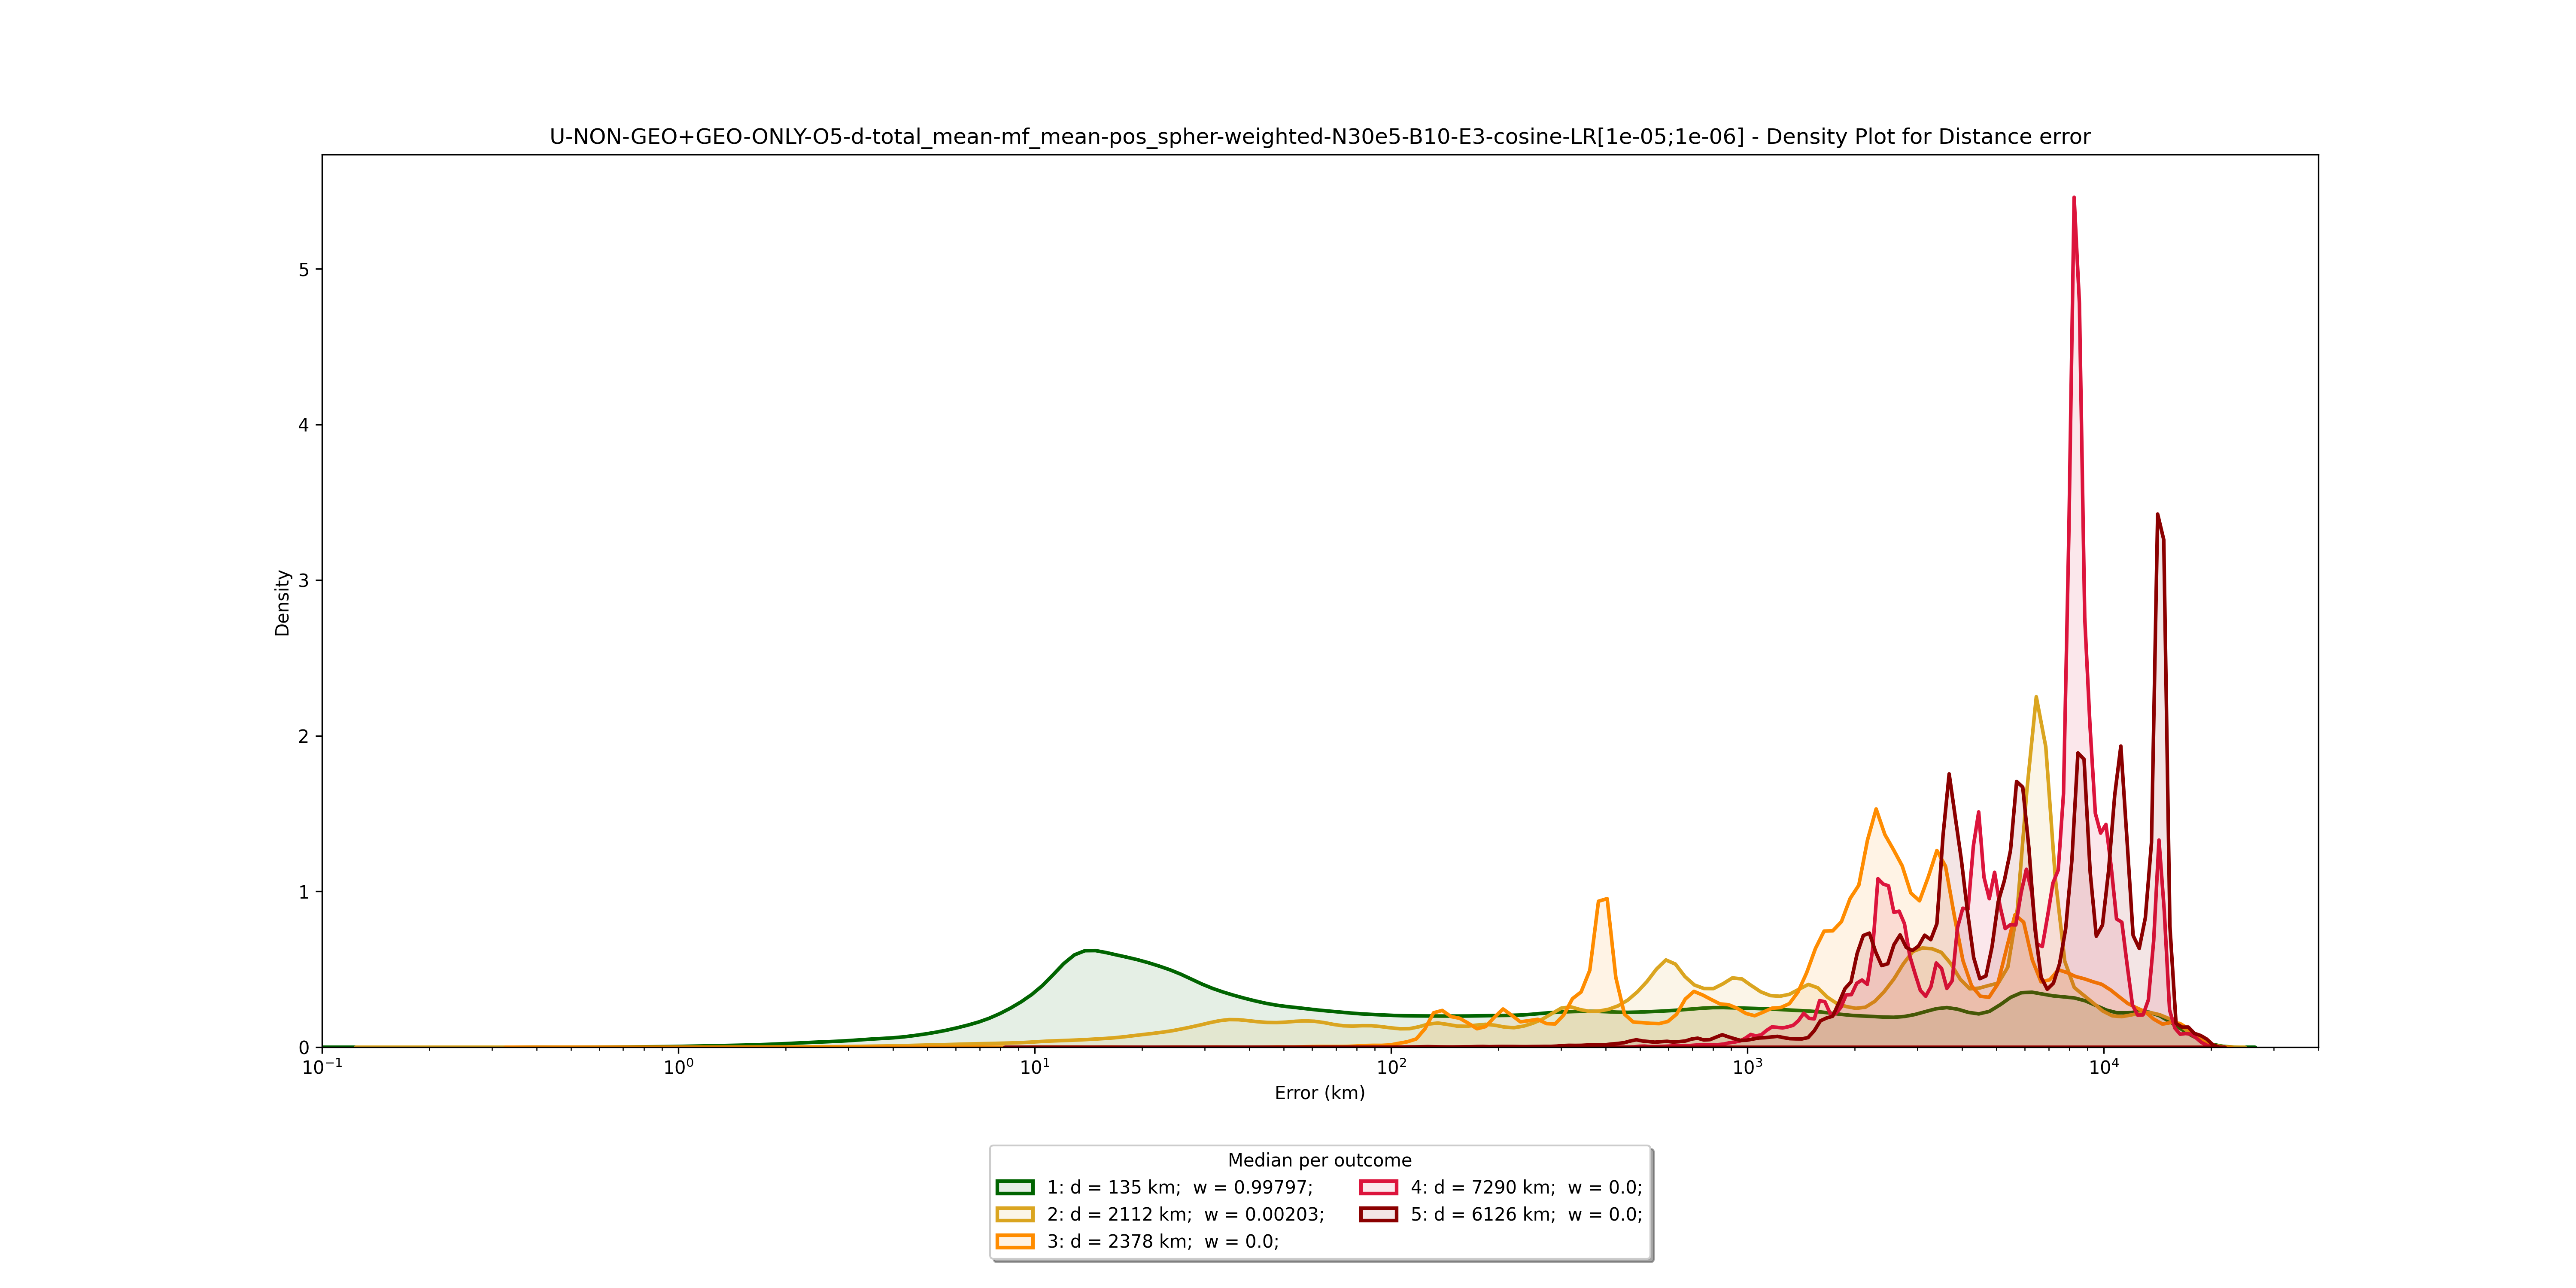 U-NON-GEO+GEO-ONLY-O5-d-total_mean-mf_mean-pos_spher-weighted-N30e5-B10-E3-cosine-LR[1e-05;1e-06] - Density Plot for Distance error
Density
5
4
3
2
1
0
10⁻¹ 10⁰ 10¹ 10² 10³ 10⁴
Error (km)
Median per outcome
1: d = 135 km;  w = 0.99797;
2: d = 2112 km;  w = 0.00203;
3: d = 2378 km;  w = 0.0;
4: d = 7290 km;  w = 0.0;
5: d = 6126 km;  w = 0.0;